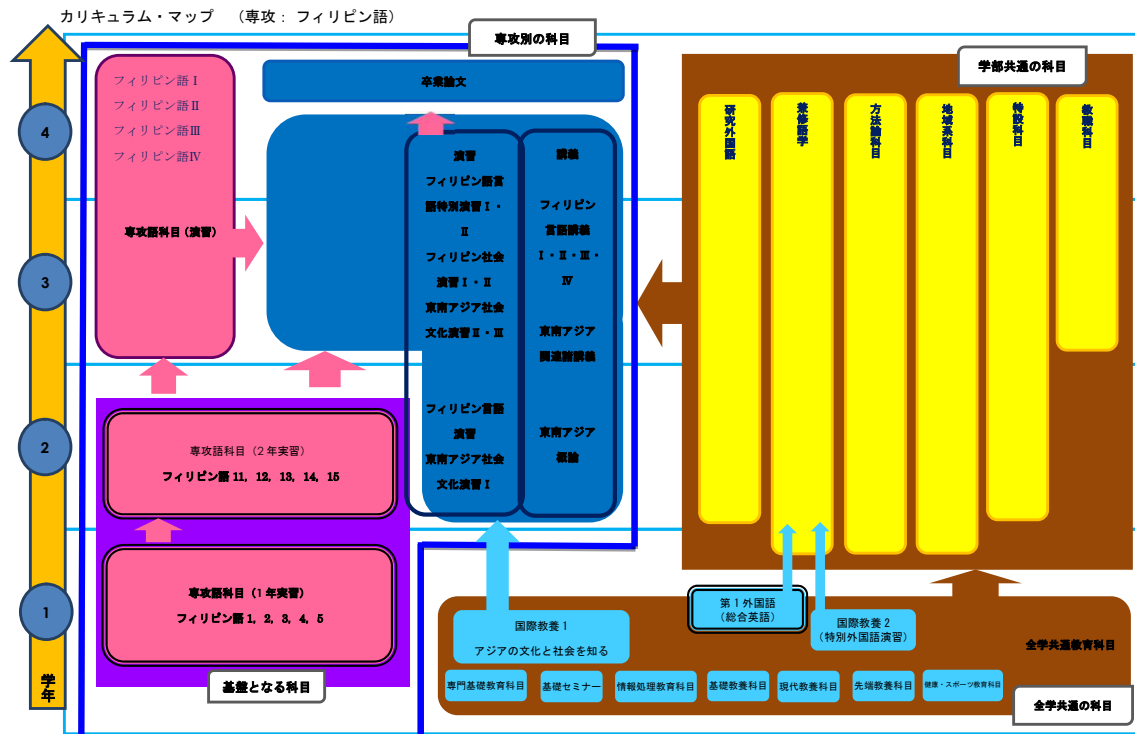 カリキュラム・マップ （専攻： フィリピン語）
専攻別の科目
学部共通の科目
4
3
2
1
学年
フィリピン語Ⅰ
フィリピン語Ⅱ
フィリピン語Ⅲ
フィリピン語Ⅳ
専攻語科目(演習)
卒業論文
演習
フィリピン語言
語特別演習Ⅰ・
Ⅱ
フィリピン社会
演習Ⅰ・Ⅱ
東南アジア社会
文化演習Ⅱ・Ⅲ
フィリピン言語
演習
東南アジア社会
文化演習Ⅰ
講義
フィリピン
言語講義
Ⅰ・Ⅱ・Ⅲ・
Ⅳ
東南アジア
関連諸講義
東南アジア
概論
研究外国語
兼修語学
方法論科目
地域系科目
特設科目
教職科目
専攻語科目（2年実習）
フィリピン語 11, 12, 13, 14, 15
専攻語科目（1年実習）
フィリピン語 1, 2, 3, 4, 5
基盤となる科目
国際教養１
アジアの文化と社会を知る
第１外国語
（総合英語）
国際教養２
（特別外国語演習）
全学共通教育科目
専門基礎教育科目
基礎セミナー
情報処理教育科目
基礎教養科目
現代教養科目
先端教養科目
健康・スポーツ教育科目
全学共通の科目